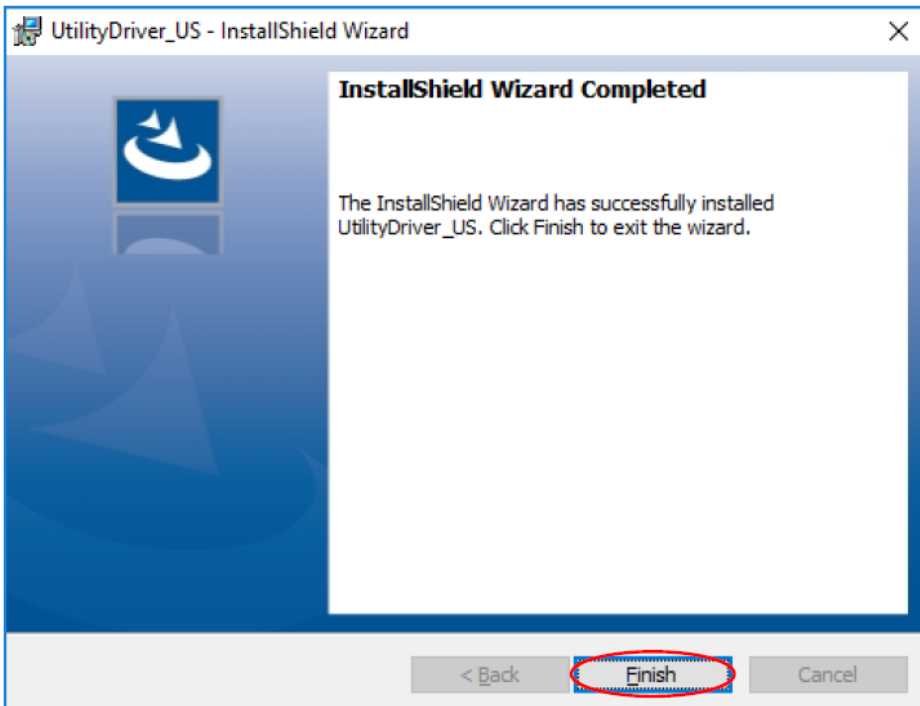 UtilityDriver_US - InstallShield Wizard
InstallShield Wizard Completed
The InstallShield Wizard has successfully installed
UtilityDriver_US. Click Finish to exit the wizard.
< Back
Finish
Cancel